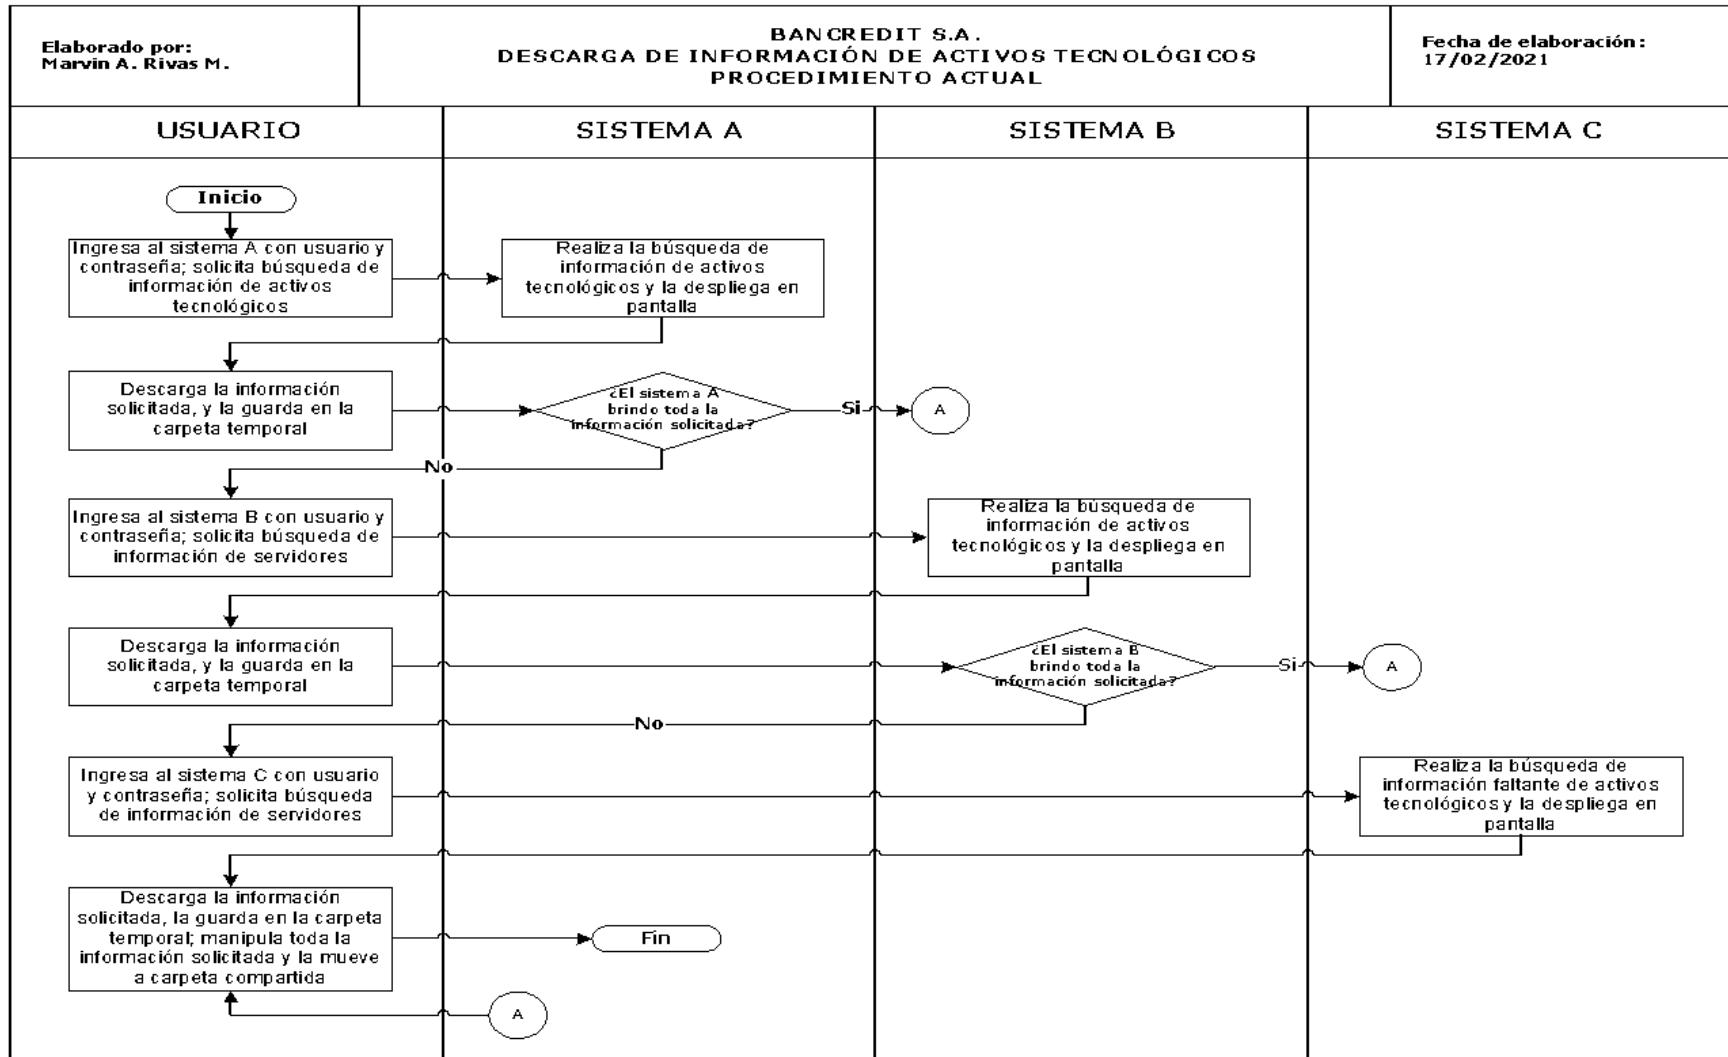 Elaborado por:
Marvin A. Rivas M.
BANCREDIT S.A.
DESCARGA DE INFORMACIÓN DE ACTIVOS TECNOLÓGICOS
PROCEDIMIENTO ACTUAL
Fecha de elaboración:
17/02/2021
USUARIO
SISTEMA A
SISTEMA B
SISTEMA C
Inicio
Ingresa al sistema A con usuario y
contraseña; solicita búsqueda de
información de activos
tecnológicos
Realiza la búsqueda de
información de activos
tecnológicos y la despliega en
pantalla
Descarga la información
solicitada, y la guarda en la
carpeta temporal
¿El sistema A
brindo toda la
información solicitada?
Si
A
No
Ingresa al sistema B con usuario y
contraseña; solicita búsqueda de
información de servidores
Realiza la búsqueda de
información de activos
tecnológicos y la despliega en
pantalla
Descarga la información
solicitada, y la guarda en la
carpeta temporal
¿El sistema B
brindo toda la
información solicitada?
Si
A
No
Ingresa al sistema C con usuario
y contraseña; solicita búsqueda
de información de servidores
Realiza la búsqueda de
información faltante de activos
tecnológicos y la despliega en
pantalla
Descarga la información
solicitada, la guarda en la carpeta
temporal; manipula toda la
información solicitada y la mueve
a carpeta compartida
Fin
A